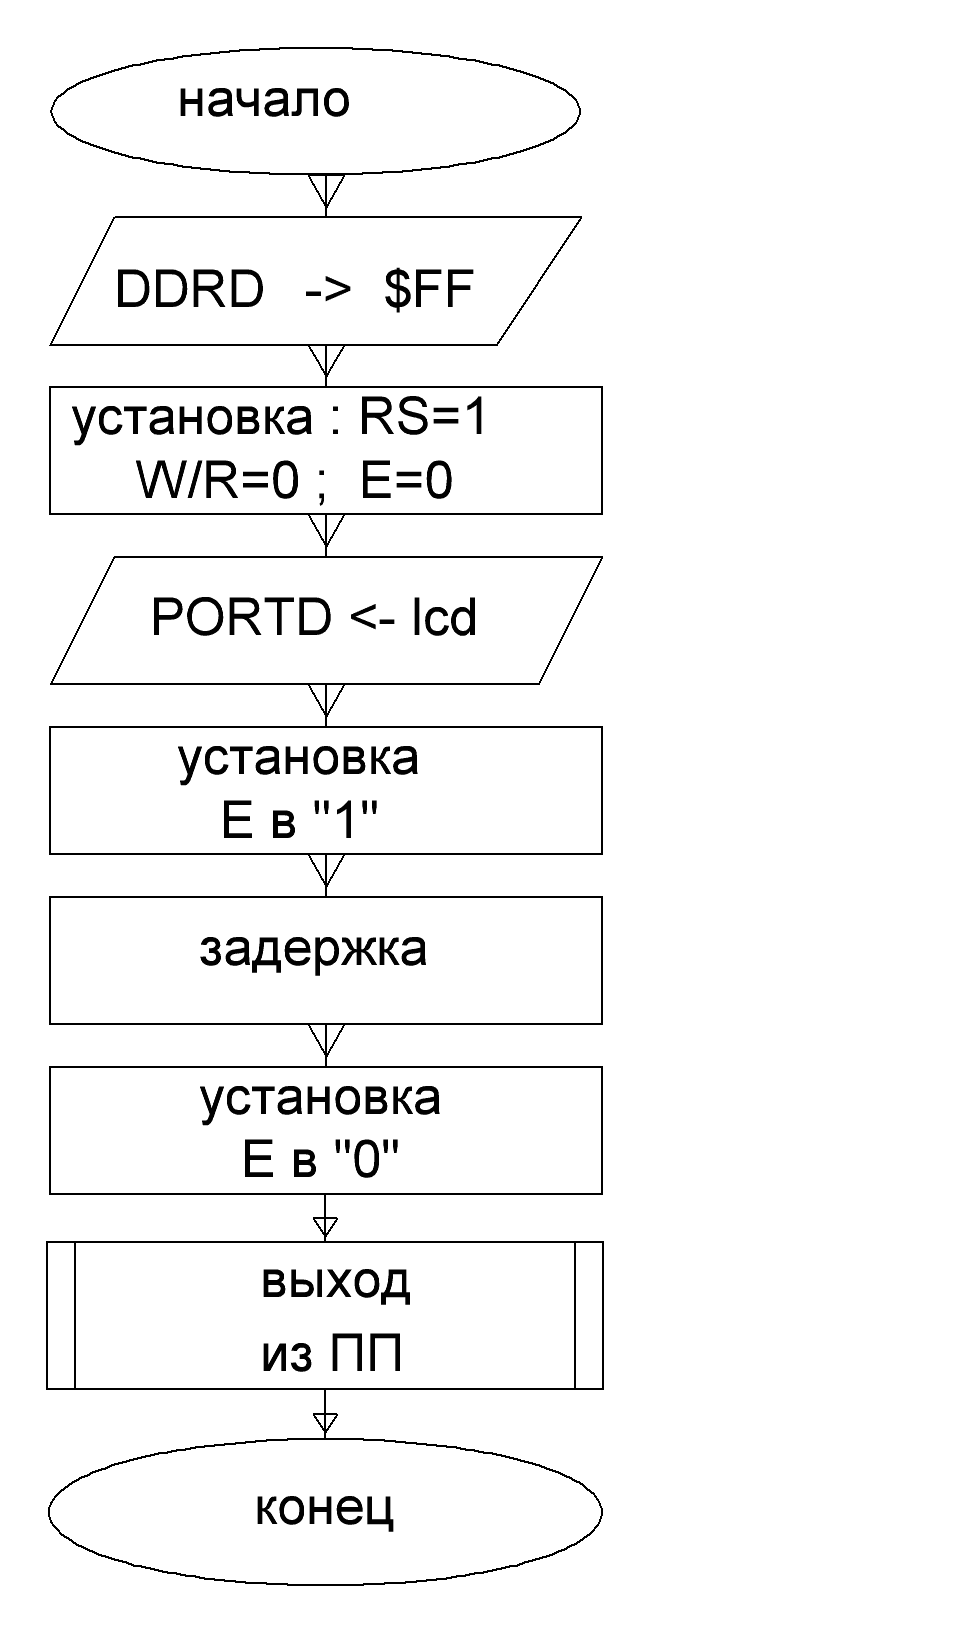 начало
DDRD -> $FF
установка : RS=1
W/R=0 ; E=0
PORTD <- lcd
установка
E в "1"
задержка
установка
E в "0"
выход
из ПП
конец